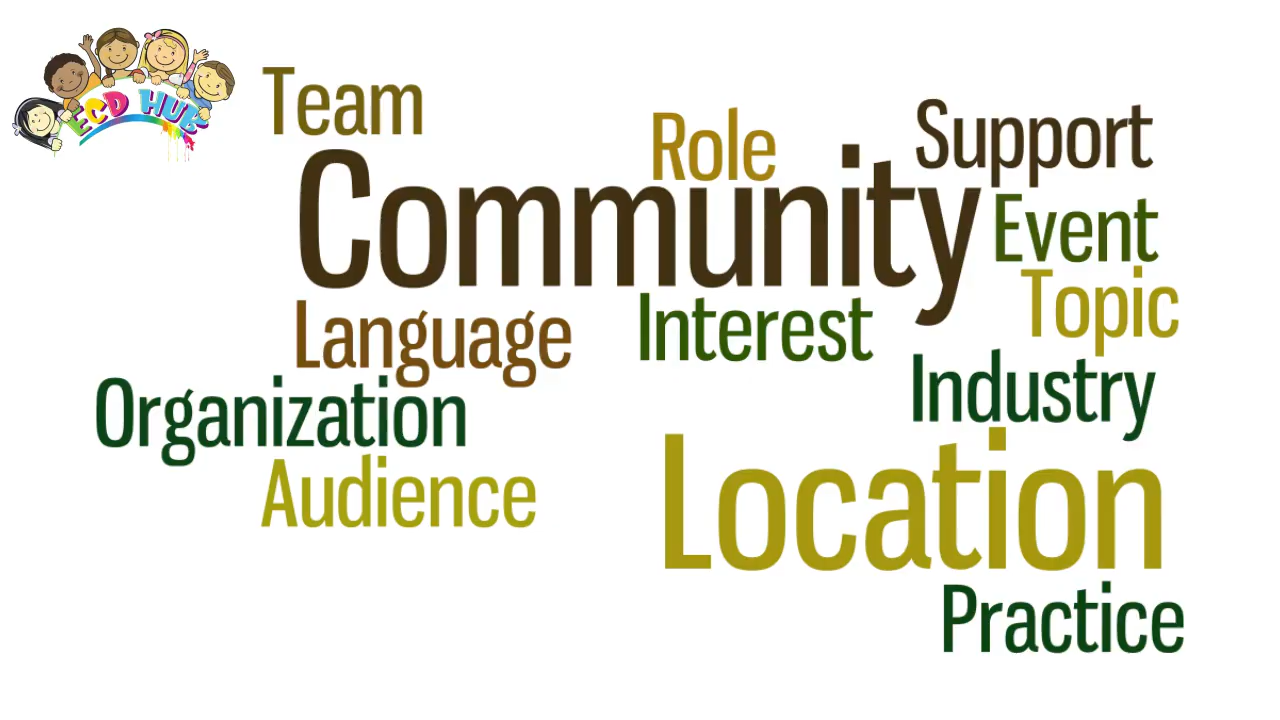 ECD HUB
Team
Role
Support
Community
Event
Topic
Language
Interest
Industry
Organization
Audience
Location
Practice